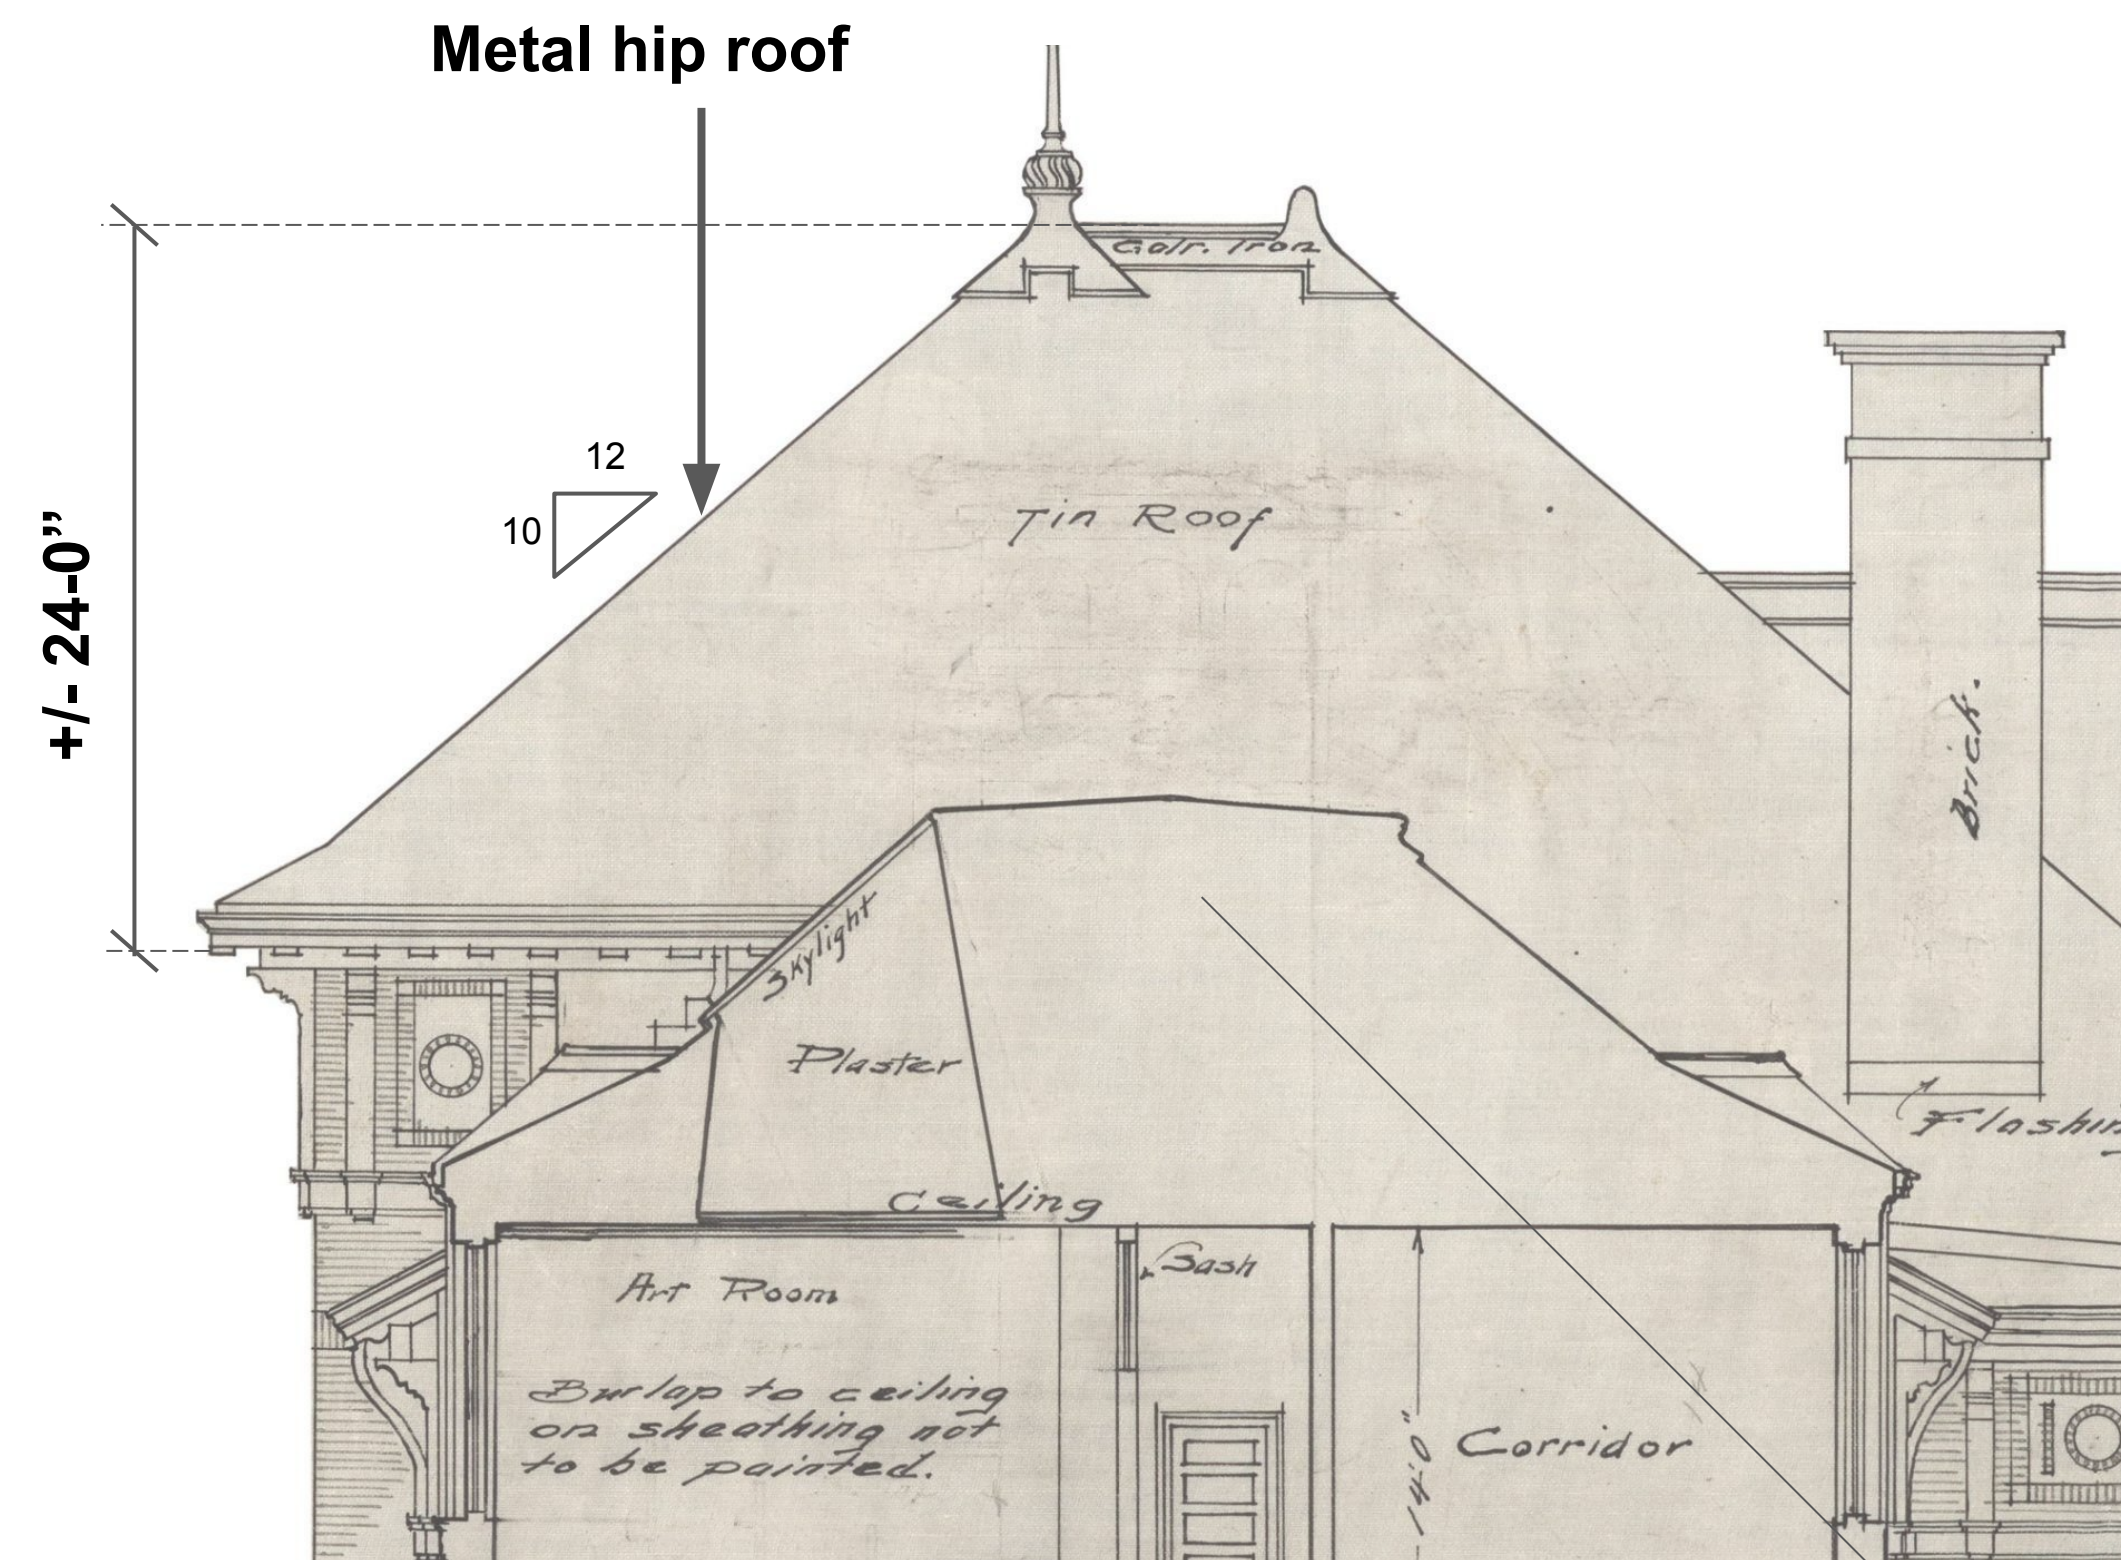 Metal hip roof
Galv. Iron
12
10
+/- 24-0”
Tin Roof
Brick.
Skylight
Plaster
Flashin
Ceiling
Sash
Art Room
Burlap to ceiling
on sheathing not
to be painted.
14'0"
Corridor